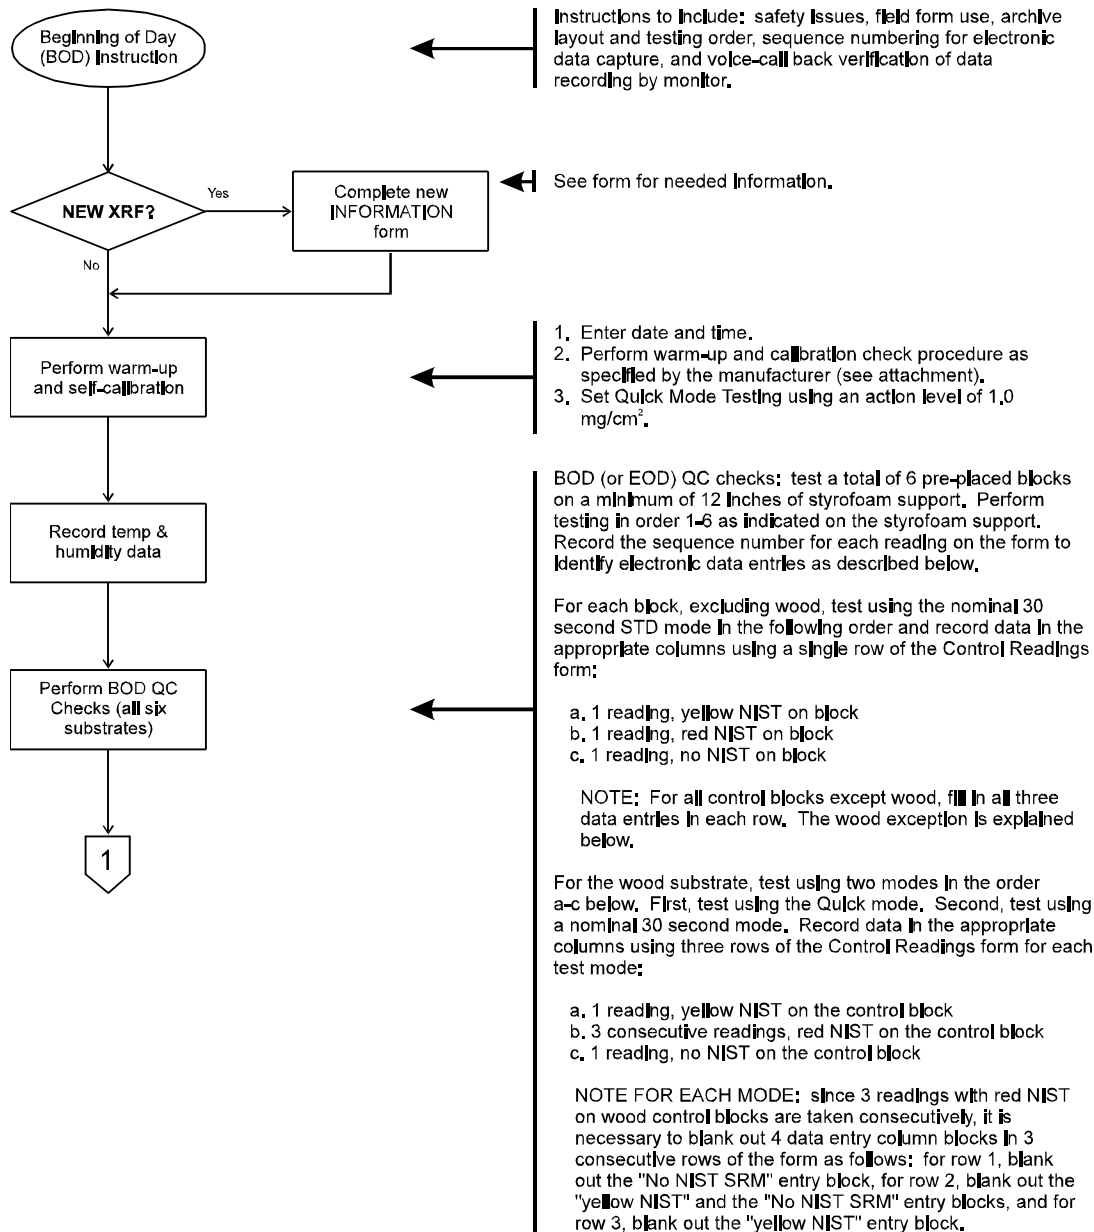 Beginning of Day
(BOD) Instruction
Instructions to Include: safety issues, field form use, archive
layout and testing order, sequence numbering for electronic
data capture, and voice-call back verification of data
recording by monitor.
NEW XRF?
Yes
No
Complete new
INFORMATION
form
See form for needed Information.
Perform warm-up
and self-calibration
1. Enter date and time.
2. Perform warm-up and calibration check procedure as
specified by the manufacturer (see attachment).
3. Set Quick Mode Testing using an action level of 1.0
mg/cm².
Record temp &
humidity data
Perform BOD QC
Checks (all six
substrates)
1
BOD (or EOD) QC checks: test a total of 6 pre-placed blocks
on a minimum of 12 Inches of styrofoam support. Perform
testing in order 1-6 as indicated on the styrofoam support.
Record the sequence number for each reading on the form to
Identify electronic data entries as described below.
For each block, excluding wood, test using the nominal 30
second STD mode In the following order and record data In the
appropriate columns using a single row of the Control Readings
form:
a. 1 reading, yellow NIST on block
b. 1 reading, red NIST on block
c. 1 reading, no NIST on block
NOTE: For all control blocks except wood, fill In all three
data entries In each row. The wood exception Is explained
below.
For the wood substrate, test using two modes In the order
a-c below. First, test using the Quick mode. Second, test using
a nominal 30 second mode. Record data In the appropriate
columns using three rows of the Control Readings form for each
test mode:
a. 1 reading, yellow NIST on the control block
b. 3 consecutive readings, red NIST on the control block
c. 1 reading, no NIST on the control block
NOTE FOR EACH MODE: since 3 readings with red NIST
on wood control blocks are taken consecutively, it is
necessary to blank out 4 data entry column blocks In 3
consecutive rows of the form as follows: for row 1, blank
out the "No NIST SRM" entry block, for row 2, blank out the
"yellow NIST" and the "No NIST SRM" entry blocks, and for
row 3, blank out the "yellow NIST" entry block.